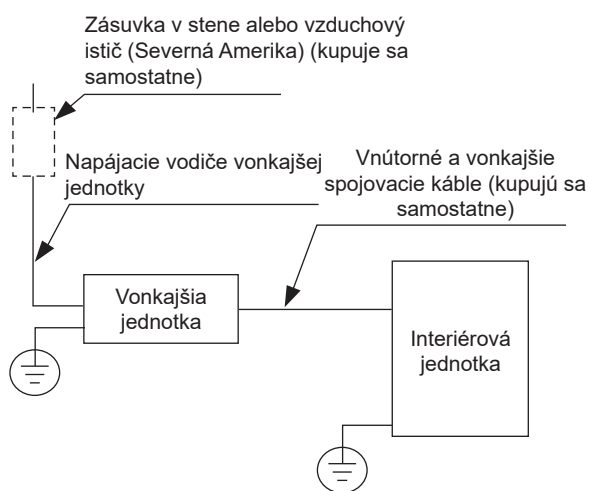 Zásuvka v stene alebo vzduchový
istič (Severná Amerika) (kupuje sa
samostatne)
Napájacie vodiče vonkajšej
jednotky
Vnútorné a vonkajšie
spojovacie káble (kupujú sa
samostatne)
Vonkajšia
jednotka
Interiérová
jednotka